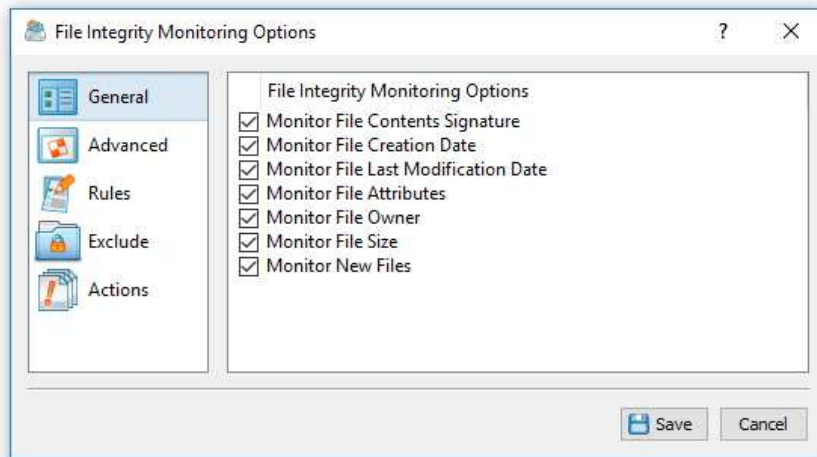 File Integrity Monitoring Options
?
General
Advanced
Rules
Exclude
Actions
File Integrity Monitoring Options
Monitor File Contents Signature
Monitor File Creation Date
Monitor File Last Modification Date
Monitor File Attributes
Monitor File Owner
Monitor File Size
Monitor New Files
Save
Cancel